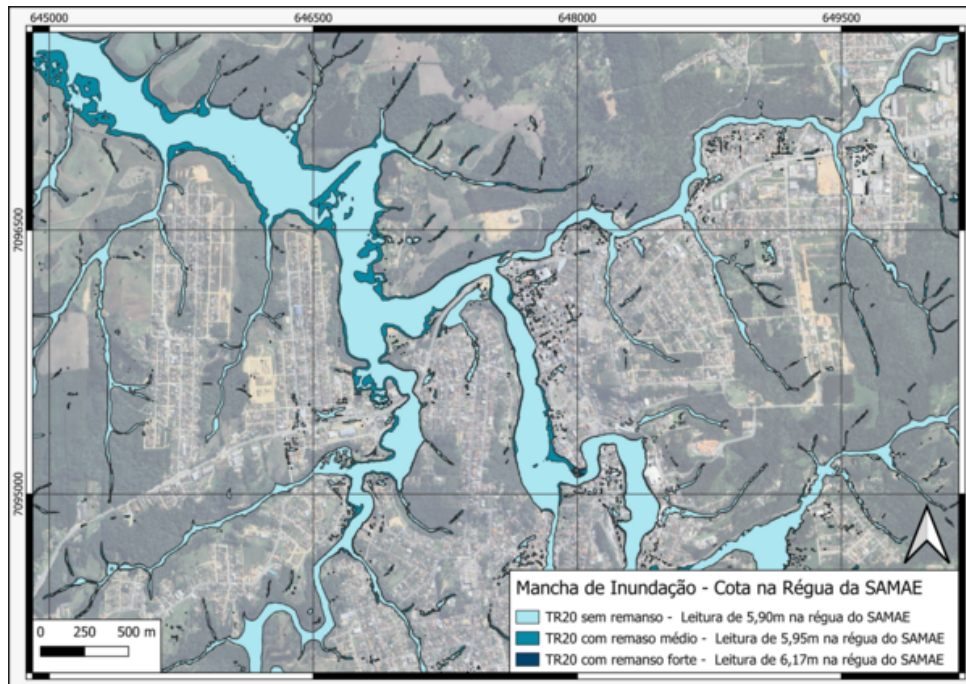 645000 646500 648000 649500
7096500
7095000
Mancha de Inundação - Cota na Régua da SAMAE
TR20 sem remanso - Leitura de 5,90m na régua do SAMAE
TR20 com remaso médio - Leitura de 5,95m na régua do SAMAE
TR20 com remanso forte - Leitura de 6,17m na régua do SAMAE
0 250 500 m